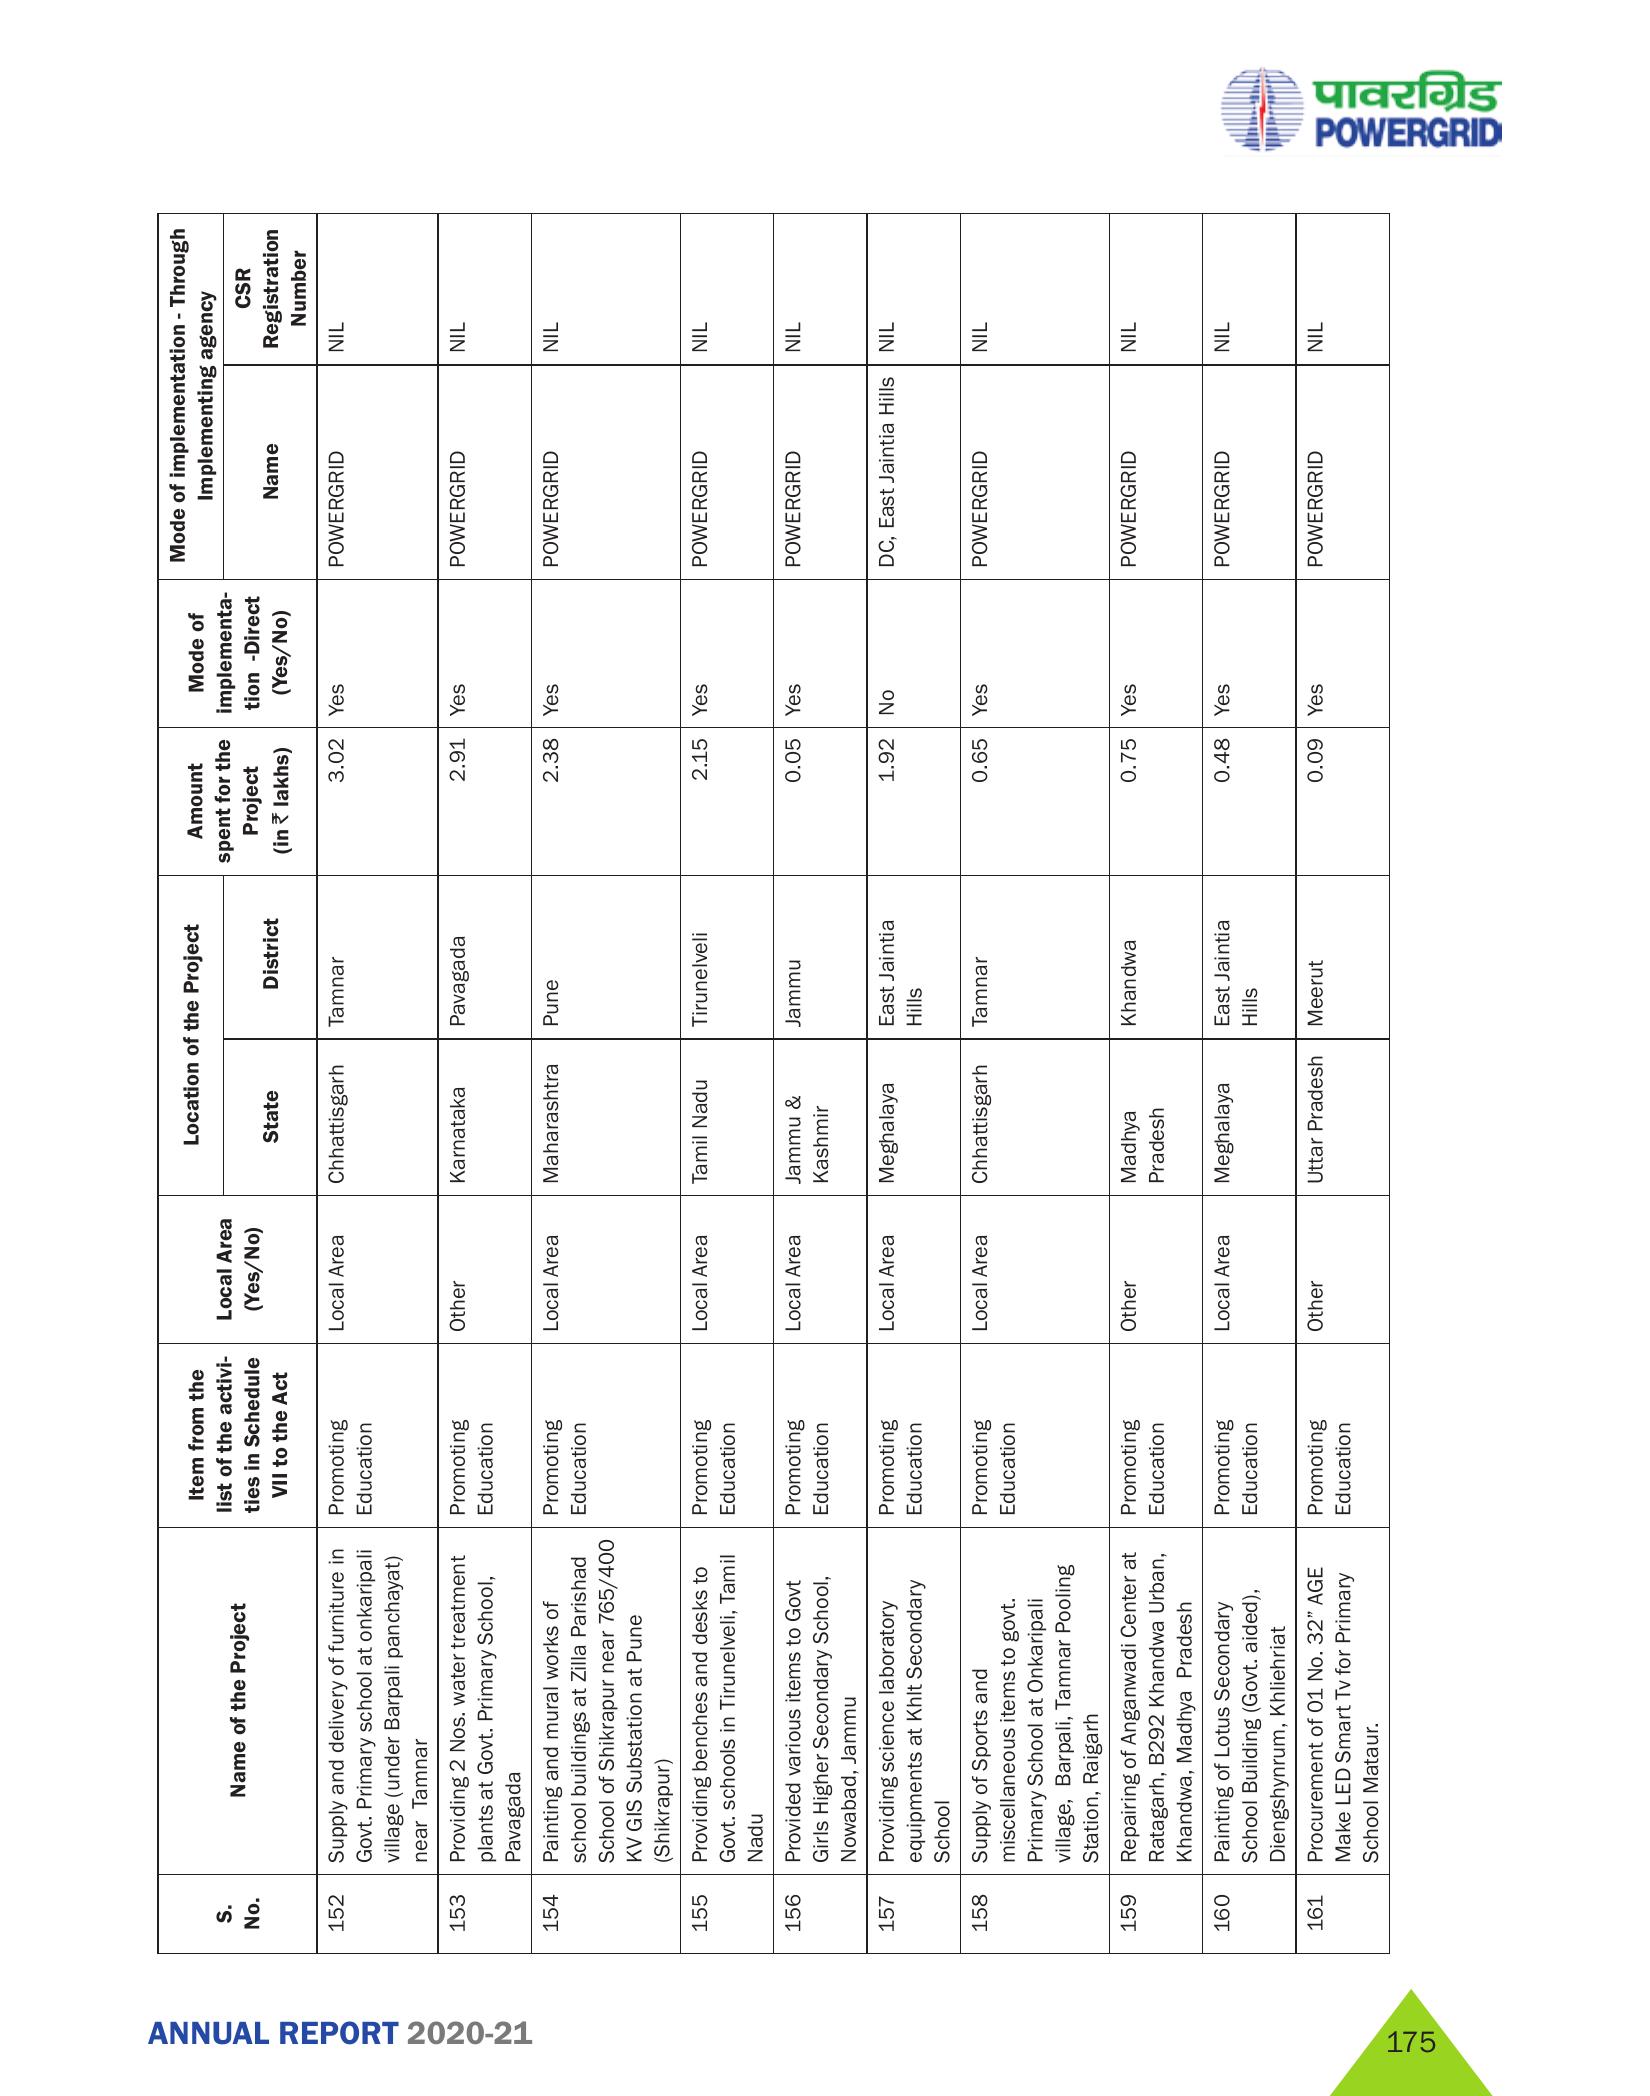 पावरग्रिड
POWERGRID
S.
No.
Name of the Project
Item from the
list of the activi-
ties in Schedule
VII to the Act
Local Area
(Yes/No)
Location of the Project
State
District
Amount
spent for the
Project
(in ₹ lakhs)
Mode of
implementa-
tion -Direct
(Yes/No)
Mode of implementation - Through
Implementing agency
Name
CSR
Registration
Number
152
Supply and delivery of furniture in
Govt. Primary school at onkaripali
village (under Barpali panchayat)
near Tamnar
Promoting
Education
Local Area
Chhattisgarh
Tamnar
3.02
Yes
POWERGRID
NIL
153
Providing 2 Nos. water treatment
plants at Govt. Primary School,
Pavagada
Promoting
Education
Other
Karnataka
Pavagada
2.91
Yes
POWERGRID
NIL
154
Painting and mural works of
school buildings at Zilla Parishad
School of Shikrapur near 765/400
KV GIS Substation at Pune
(Shikrapur)
Promoting
Education
Local Area
Maharashtra
Pune
2.38
Yes
POWERGRID
NIL
155
Providing benches and desks to
Govt. schools in Tirunelveli, Tamil
Nadu
Promoting
Education
Local Area
Tamil Nadu
Tirunelveli
2.15
Yes
POWERGRID
NIL
156
Provided various items to Govt
Girls Higher Secondary School,
Nowabad, Jammu
Promoting
Education
Local Area
Jammu &
Kashmir
Jammu
0.05
Yes
POWERGRID
NIL
157
Providing science laboratory
equipments at Khlt Secondary
School
Promoting
Education
Local Area
Meghalaya
East Jaintia
Hills
1.92
No
DC, East Jaintia Hills
NIL
158
Supply of Sports and
miscellaneous items to govt.
Primary School at Onkaripali
village, Barpali, Tamnar Pooling
Station, Raigarh
Promoting
Education
Local Area
Chhattisgarh
Tamnar
0.65
Yes
POWERGRID
NIL
159
Repairing of Anganwadi Center at
Ratagarh, B292 Khandwa Urban,
Khandwa, Madhya Pradesh
Promoting
Education
Other
Madhya
Pradesh
Khandwa
0.75
Yes
POWERGRID
NIL
160
Painting of Lotus Secondary
School Building (Govt. aided),
Diengshynrum, Khliehriat
Promoting
Education
Local Area
Meghalaya
East Jaintia
Hills
0.48
Yes
POWERGRID
NIL
161
Procurement of 01 No. 32” AGE
Make LED Smart Tv for Primary
School Mataur.
Promoting
Education
Other
Uttar Pradesh
Meerut
0.09
Yes
POWERGRID
NIL
ANNUAL REPORT 2020-21
175